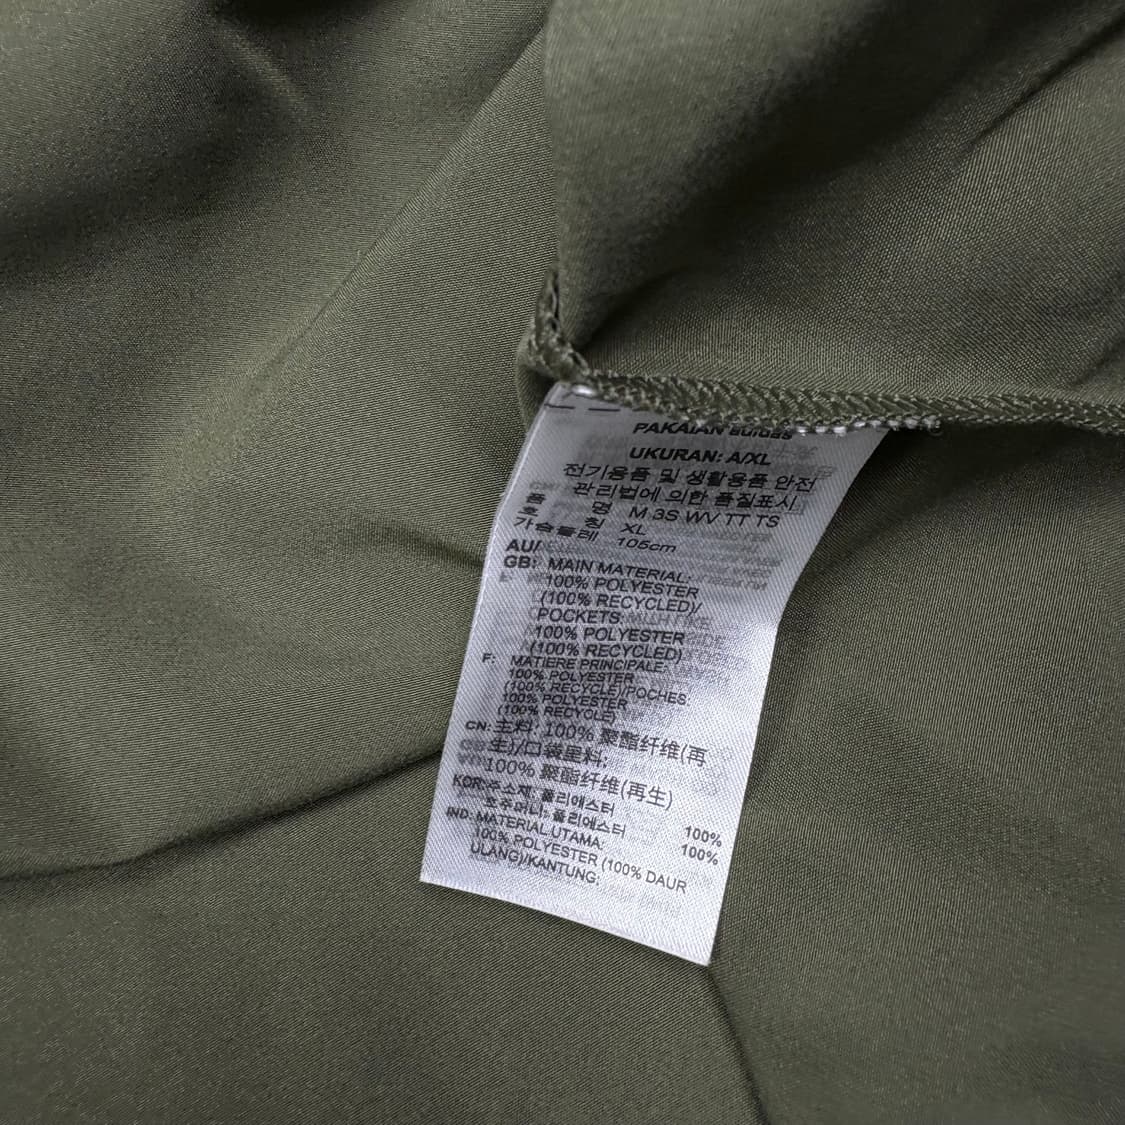 PAKAIAN adidas
UKURAN: A/XL
전기용품 및 생활용품 안전
관리법에 의한 품질표시
품 명 M 3S WV TT TS
호 칭 XL
가슴둘레 105cm
AU/
GB: MAIN MATERIAL:
100% POLYESTER
(100% RECYCLED)/
POCKETS:
100% POLYESTER
(100% RECYCLED)
F: MATIERE PRINCIPALE:
100% POLYESTER
(100% RECYCLE)/POCHES:
100% POLYESTER
(100% RECYCLE)
CN: 主料: 100% 聚酯纤维(再
生)/口袋里料:
100% 聚酯纤维(再生)
KOR: 주소재: 폴리에스터 100%
호주머니: 폴리에스터 100%
IND: MATERIAL UTAMA:
100% POLYESTER (100% DAUR
ULANG)/KANTUNG: